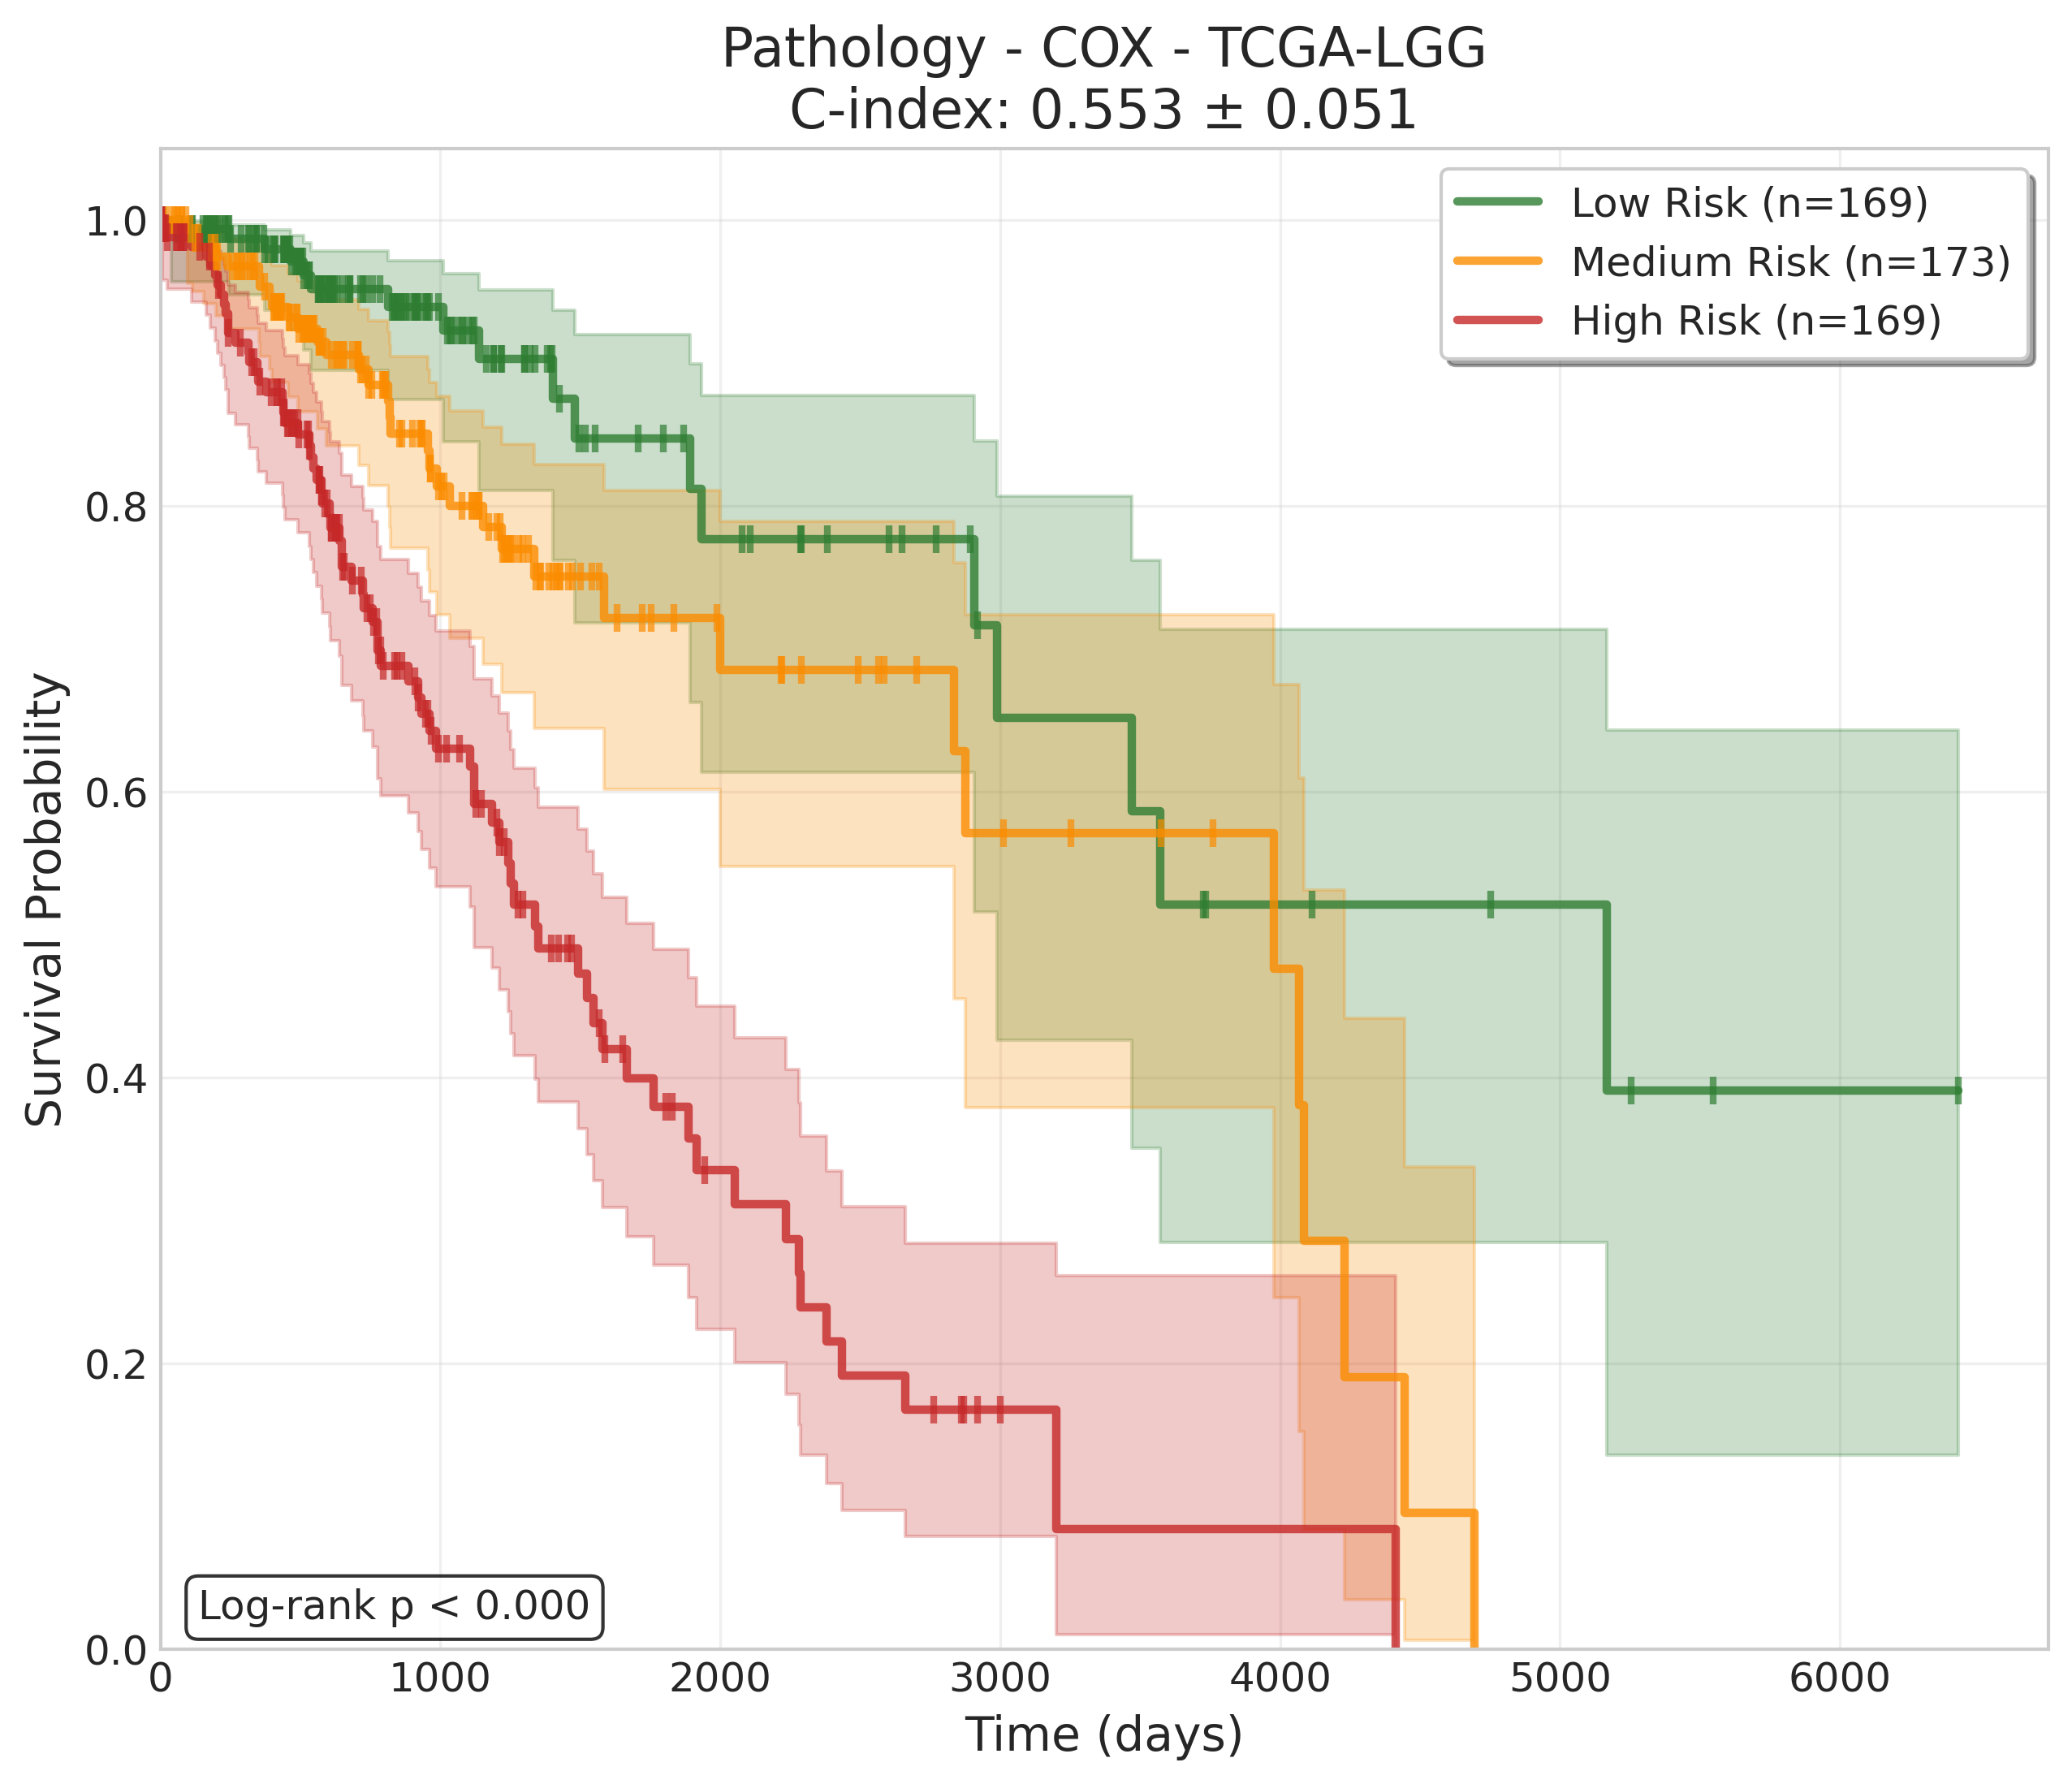 Pathology - COX - TCGA-LGG
C-index: 0.553 ± 0.051
Low Risk (n=169)
Medium Risk (n=173)
High Risk (n=169)
Survival Probability
1.0
0.8
0.6
0.4
0.2
0.0
Log-rank p < 0.000
0 1000 2000 3000 4000 5000 6000
Time (days)